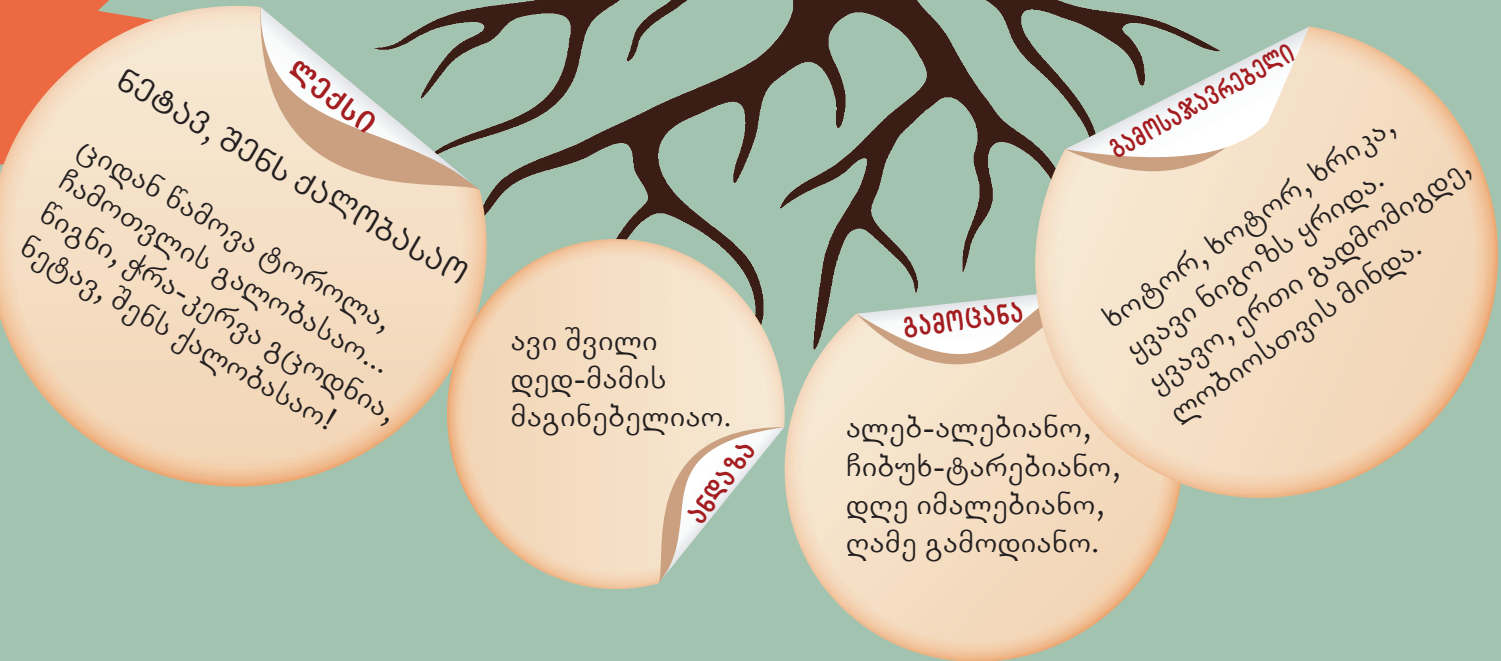 ლექსი
ნეტავ, შენს ქალობასაო
ციდან წამოვა ტოროლა,
ჩამოთვლის გალობასაო...
წიგნი, ჭრა-კერვა გცოდნია,
ნეტავ, შენს ქალობასაო!
ავი შვილი
დედ-მამის
მაგინებელიაო.
ანდაზა
გამოცანა
ალებ-ალებიანო,
ჩიბუხ-ტარებიანო,
დღე იმალებიანო,
ღამე გამოდიანო.
გამოსაჯავრებელი
ხოტორ, ხოტორ, ხრიკა,
ყვავი ნიგოზს ყრიდა.
ყვავო, ერთი გადმომიგდე,
ლობიოსთვის მინდა.